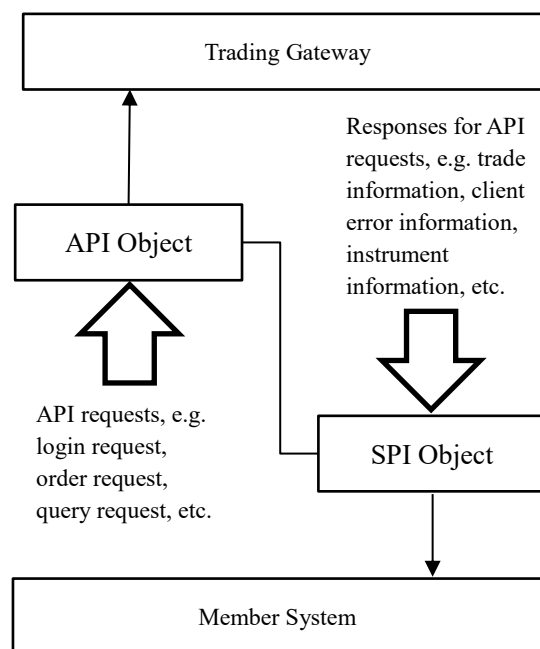 Trading Gateway
Responses for API
requests, e.g. trade
information, client
error information,
instrument
information, etc.
API Object
API requests, e.g.
login request,
order request,
query request, etc.
SPI Object
Member System